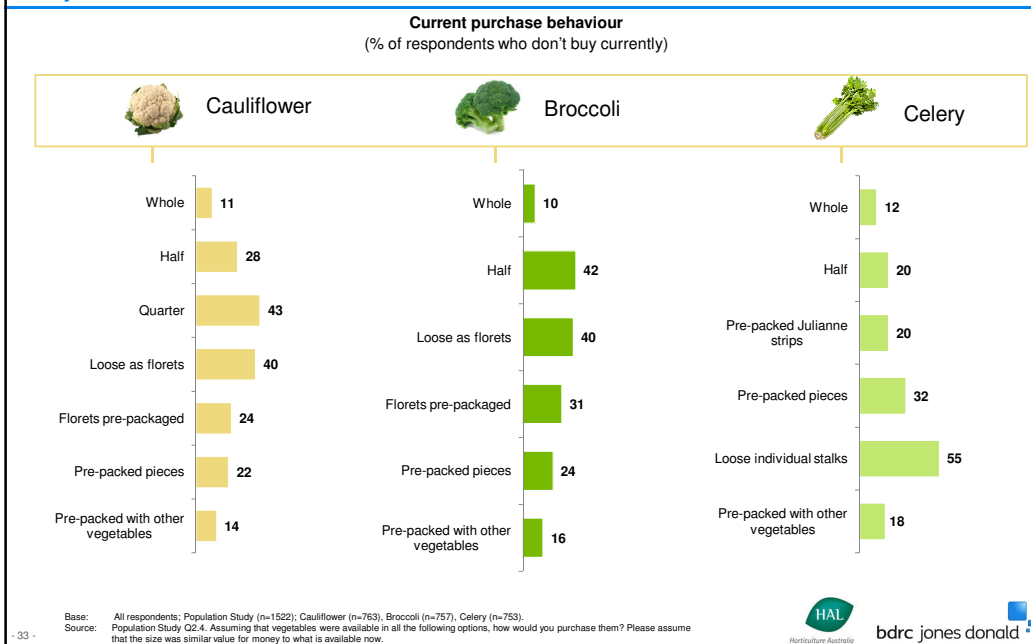 Current purchase behaviour
(% of respondents who don't buy currently)
Cauliflower
Broccoli
Celery
Whole
11
Half
28
Quarter
43
Loose as florets
40
Florets pre-packaged
24
Pre-packed pieces
22
Pre-packed with other
vegetables
14
Whole
10
Half
42
Loose as florets
40
Florets pre-packaged
31
Pre-packed pieces
24
Pre-packed with other
vegetables
16
Whole
12
Half
20
Pre-packed Julianne
strips
20
Pre-packed pieces
32
Loose individual stalks
55
Pre-packed with other
vegetables
18
Base: All respondents; Population Study (n=1522); Cauliflower (n=763), Broccoli (n=757), Celery (n=753).
Source: Population Study Q2.4. Assuming that vegetables were available in all the following options, how would you purchase them? Please assume
that the size was similar value for money to what is available now.
- 33 -
HAL
Horticulture Australia
bdrc jones donald